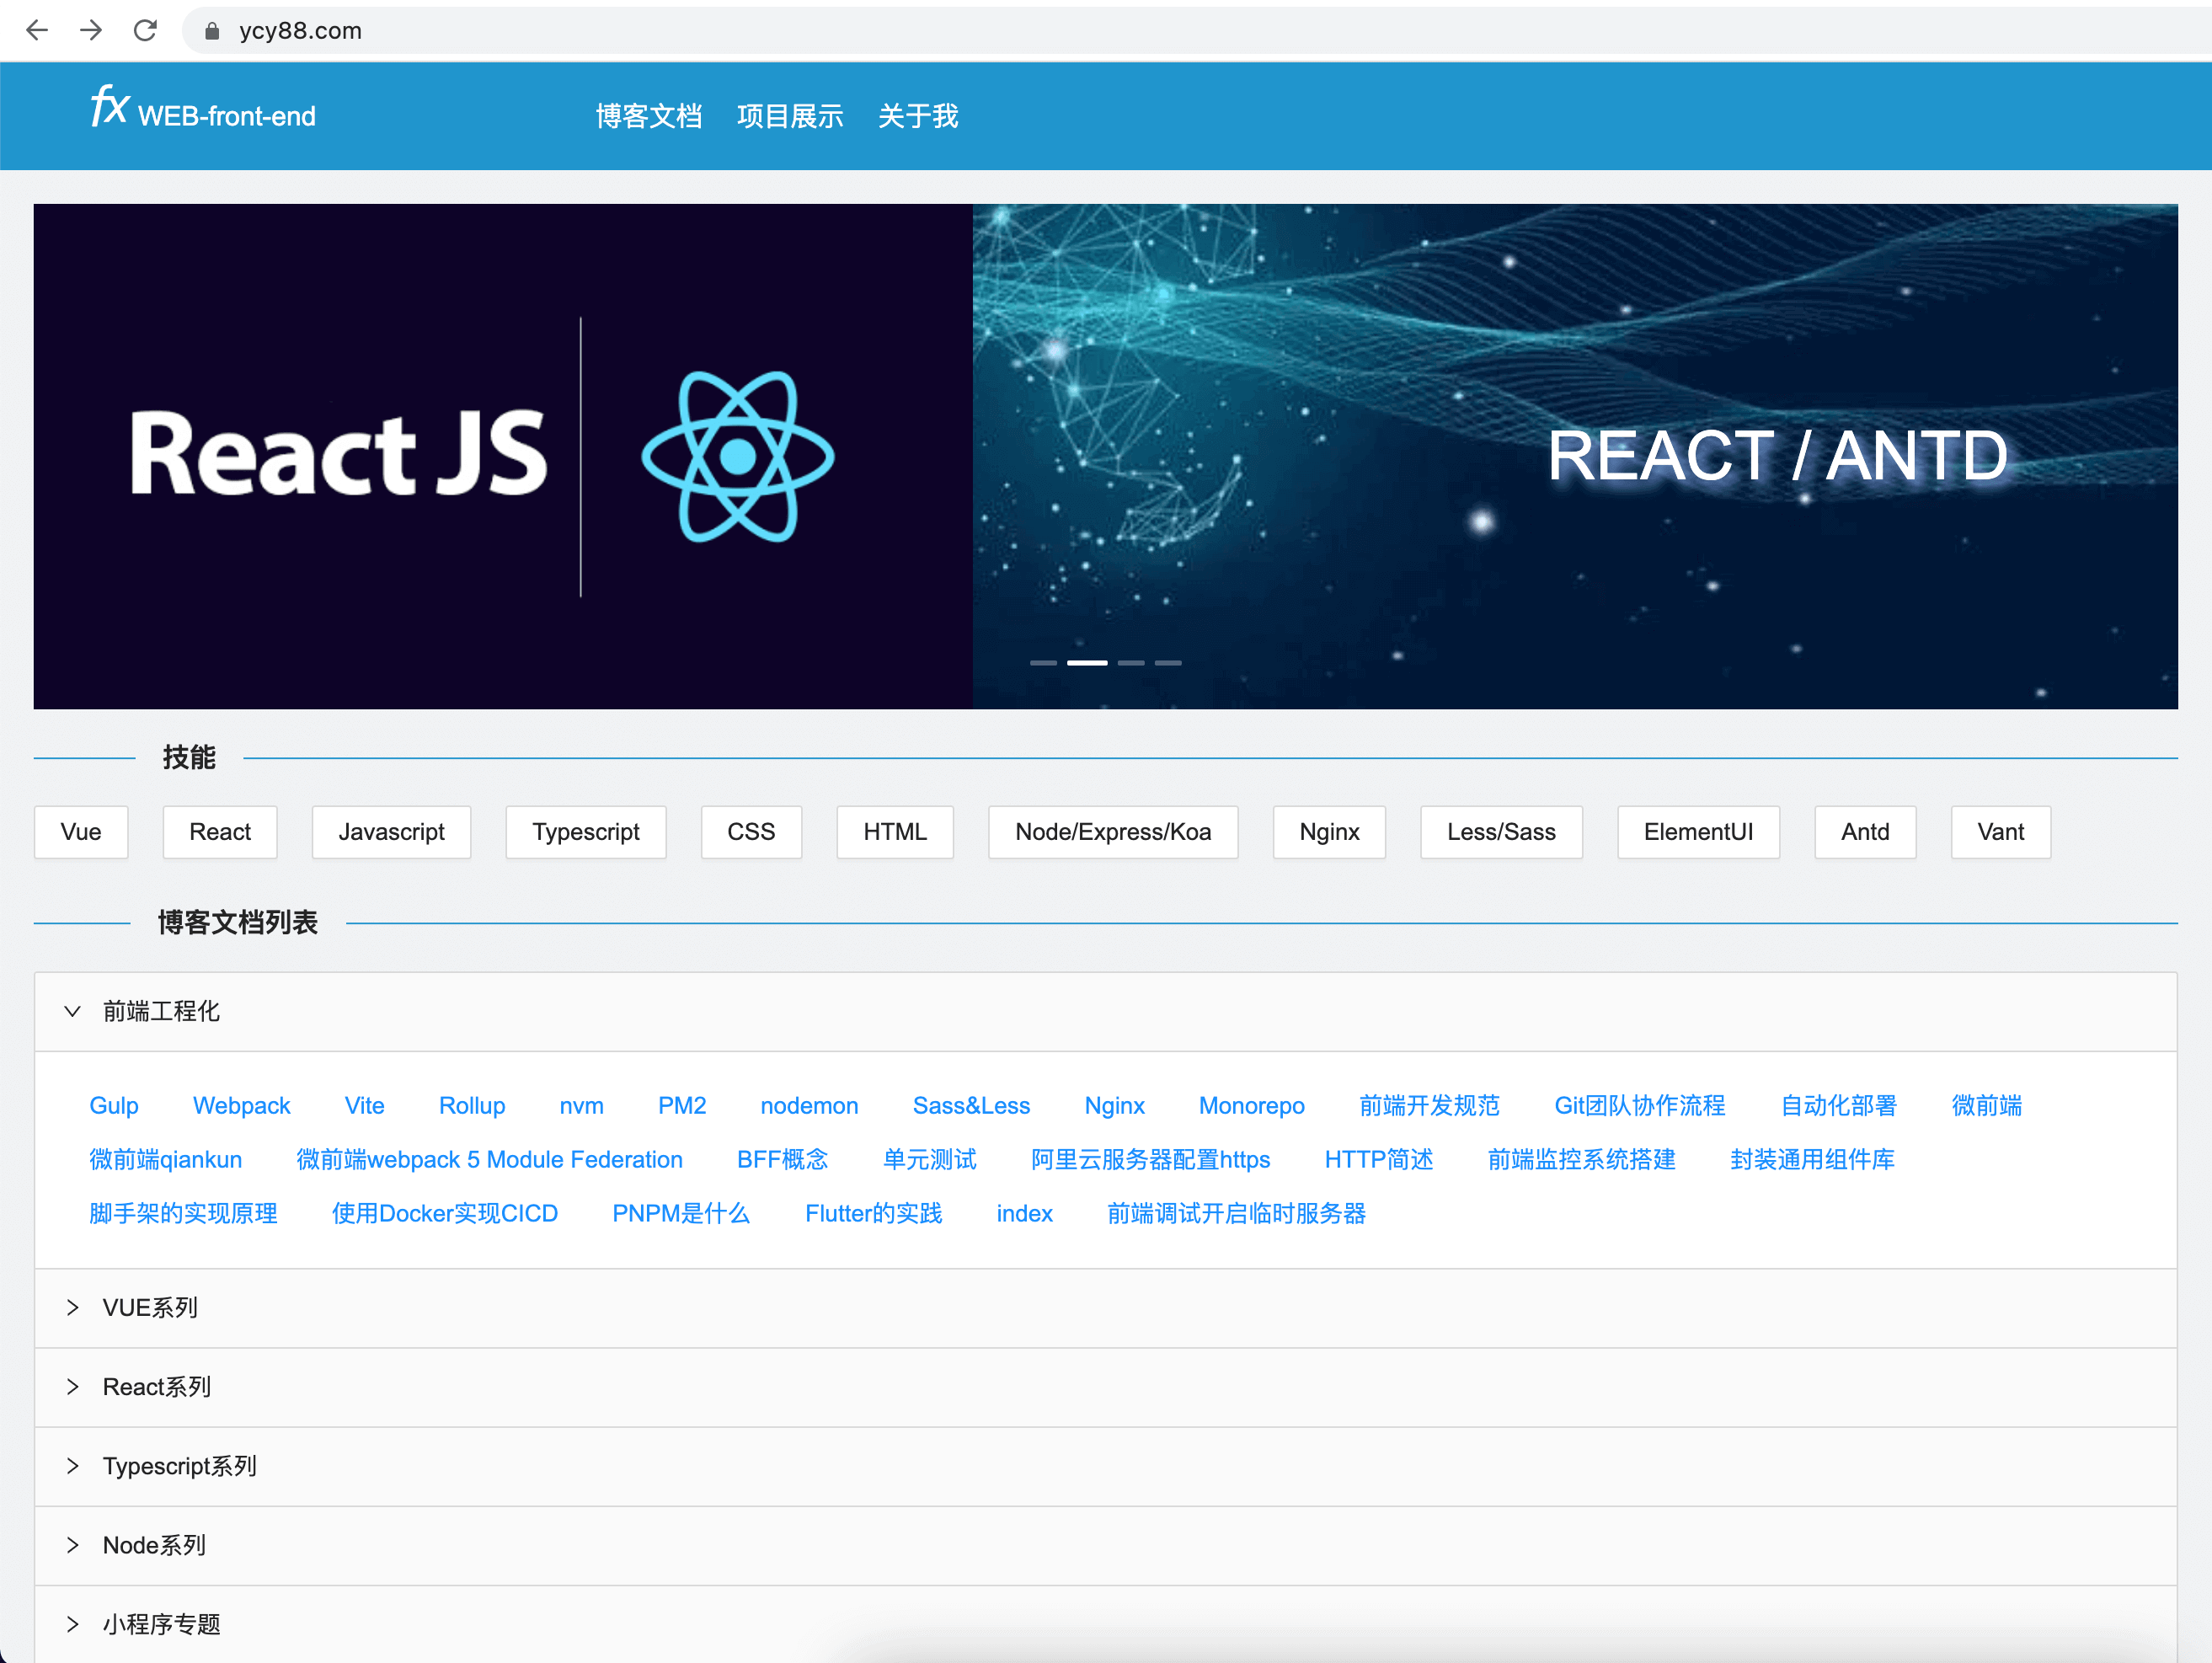 ycy88.com
fx WEB-front-end 博客文档 项目展示 关于我
React JS
REACT / ANTD
技能
Vue React Javascript Typescript CSS HTML Node/Express/Koa Nginx Less/Sass ElementUI Antd Vant
博客文档列表
前端工程化
Gulp Webpack Vite Rollup nvm PM2 nodemon Sass&Less Nginx Monorepo 前端开发规范 Git团队协作流程 自动化部署 微前端
微前端qiankun 微前端webpack 5 Module Federation BFF概念 单元测试 阿里云服务器配置https HTTP简述 前端监控系统搭建 封装通用组件库
脚手架的实现原理 使用Docker实现CICD PNPM是什么 Flutter的实践 index 前端调试开启临时服务器
VUE系列
React系列
Typescript系列
Node系列
小程序专题